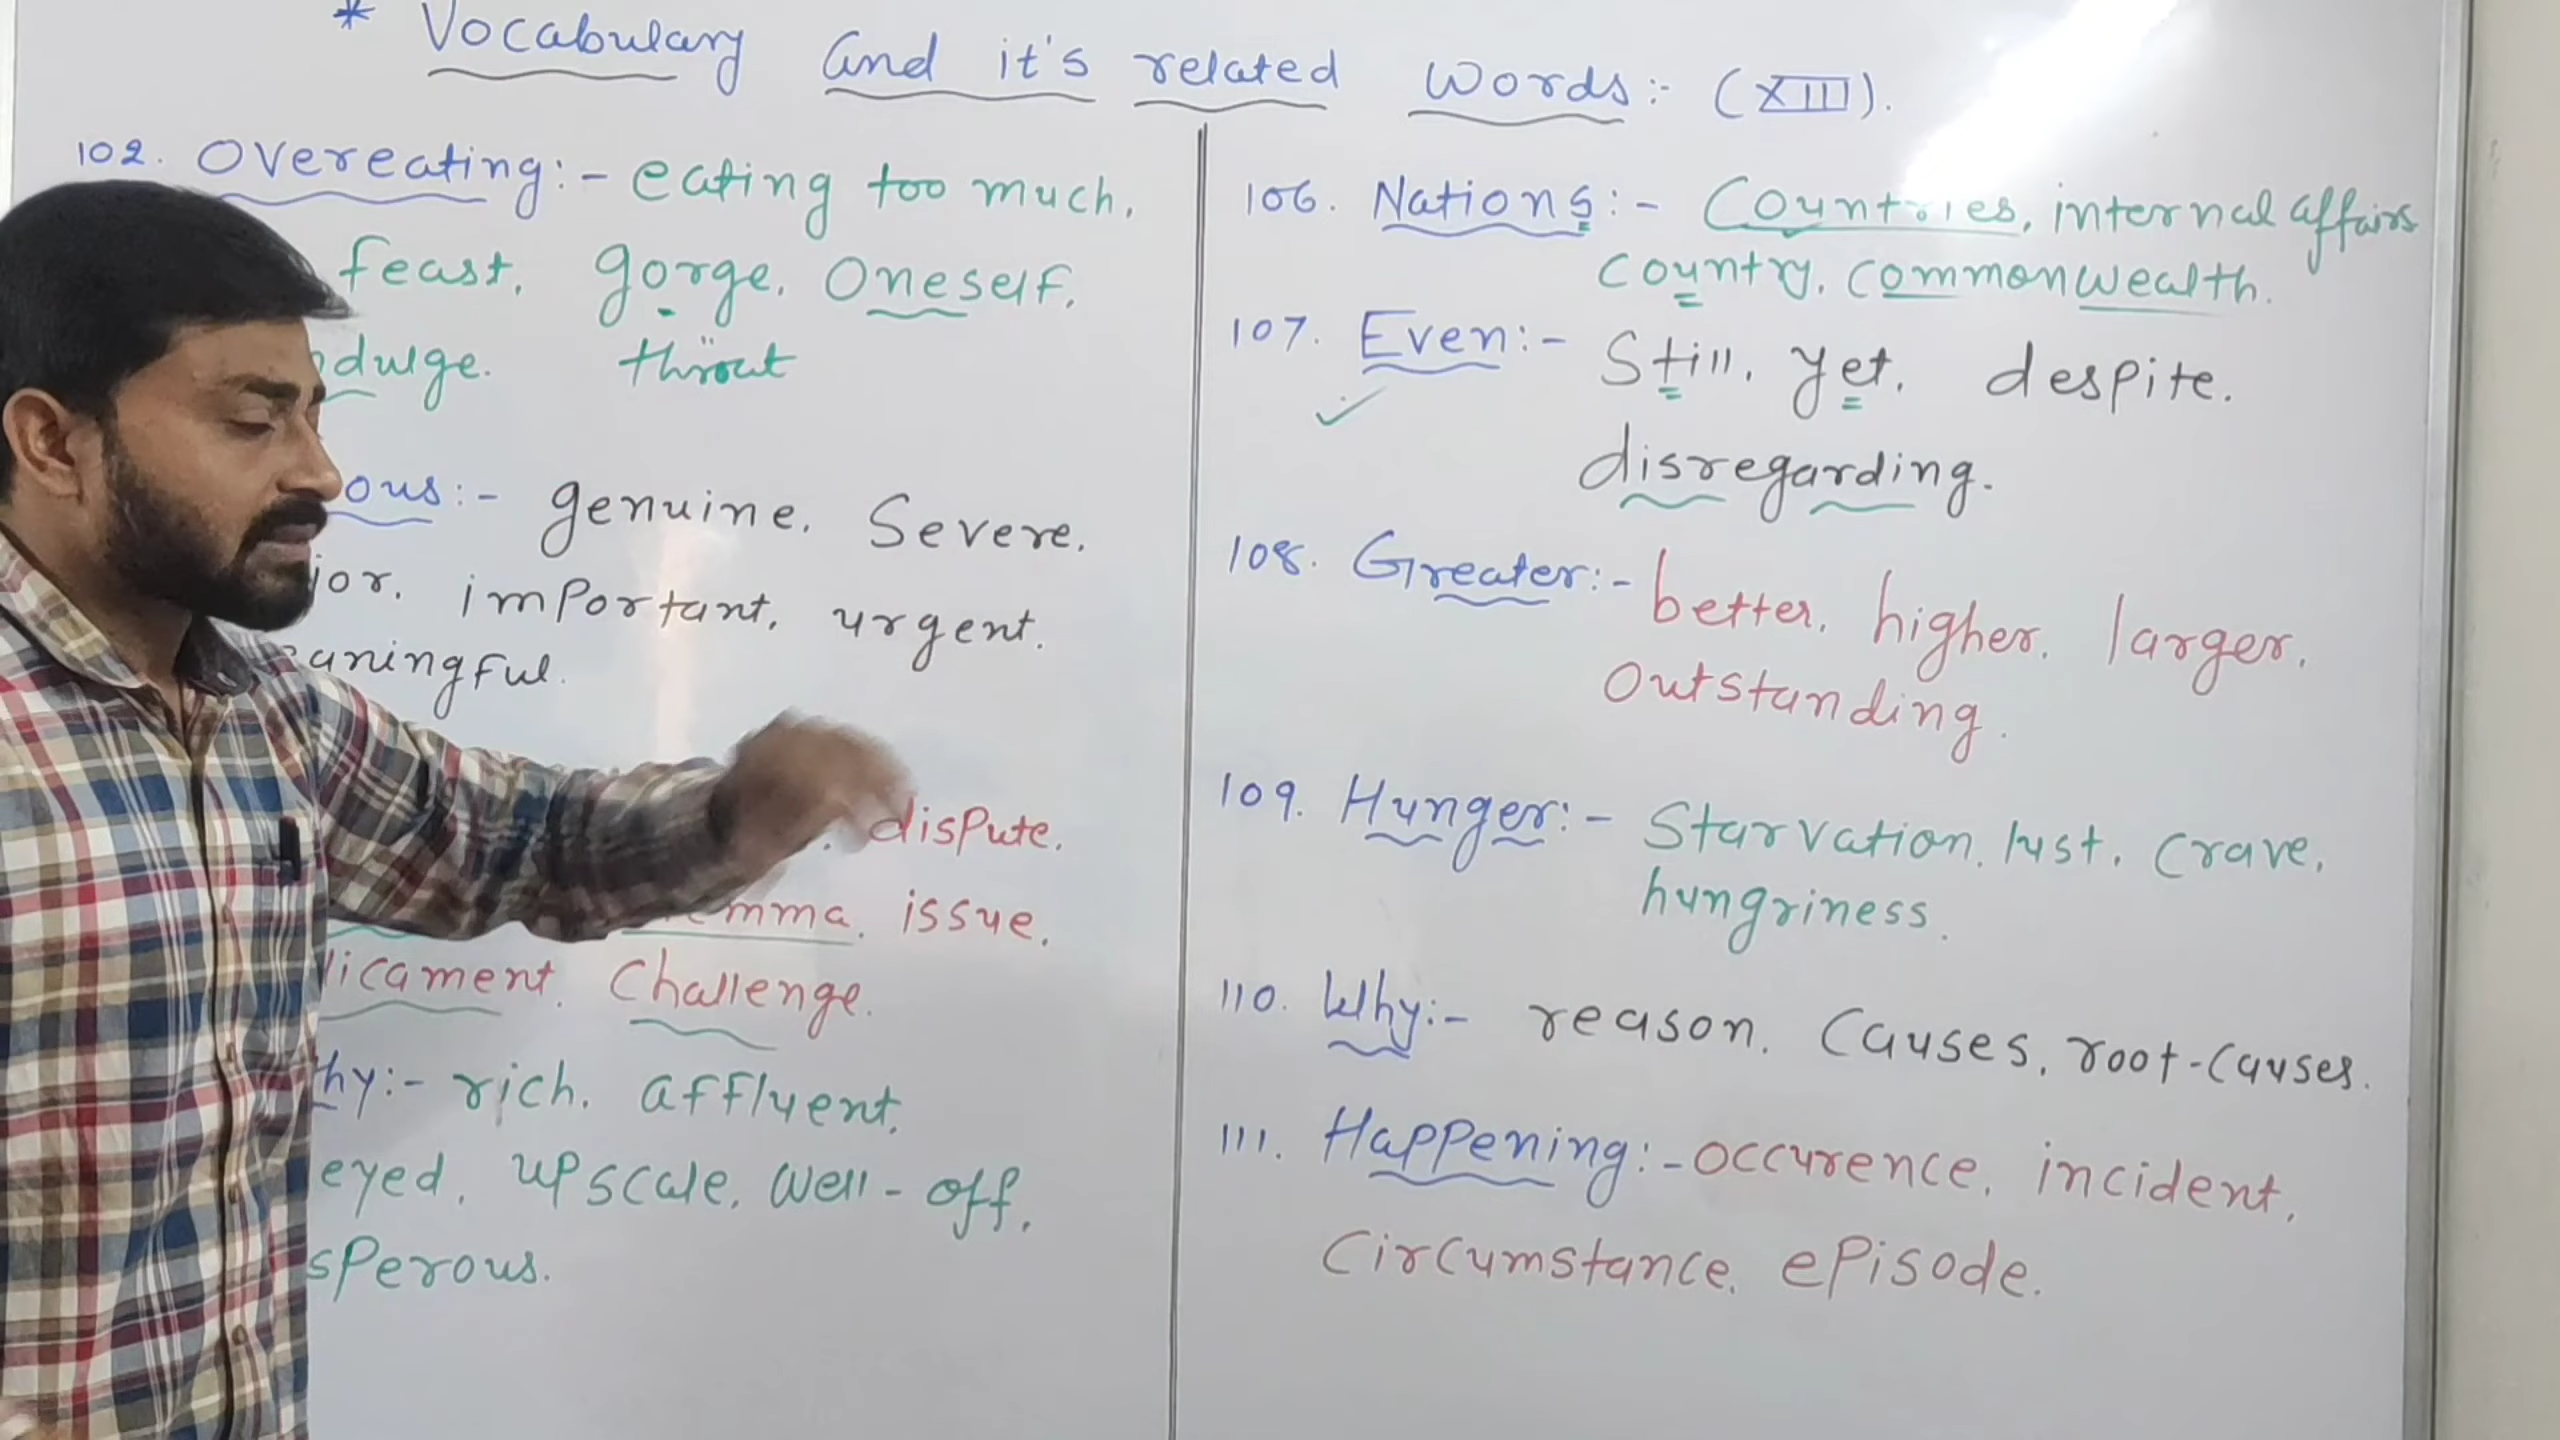 * Vocabulary and it's related words:- (XIII).
102. Overeating:- eating too much,
feast, gorge, oneself,
dulge. throat
ous:- genuine, Severe,
ior, important, urgent.
aningful.
dispute.
emma, issue,
licament, Challenge.
thy:- rich, affluent,
eyed, upscale, well-off,
sperous.
106. Nations:- Countries, internal affairs
country, commonwealth.
107. Even:- Still, yet, despite.
disregarding.
108. Greater:- better, higher, larger,
outstanding.
109. Hunger:- Starvation, lust, crave,
hungriness.
110. Why:- reason, causes, root-causes.
111. Happening:- occurence, incident,
circumstance, episode.